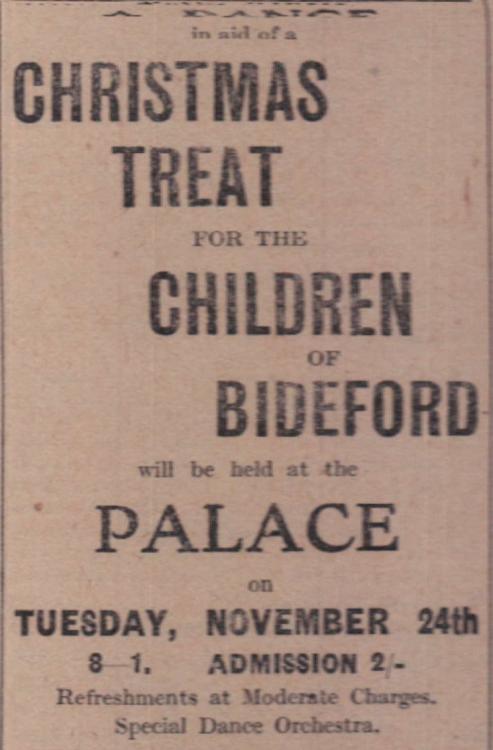 A DANCE
in aid of a
CHRISTMAS
TREAT
FOR THE
CHILDREN
OF
BIDEFORD
will be held at the
PALACE
on
TUESDAY, NOVEMBER 24th
8—1. ADMISSION 2/-
Refreshments at Moderate Charges.
Special Dance Orchestra.